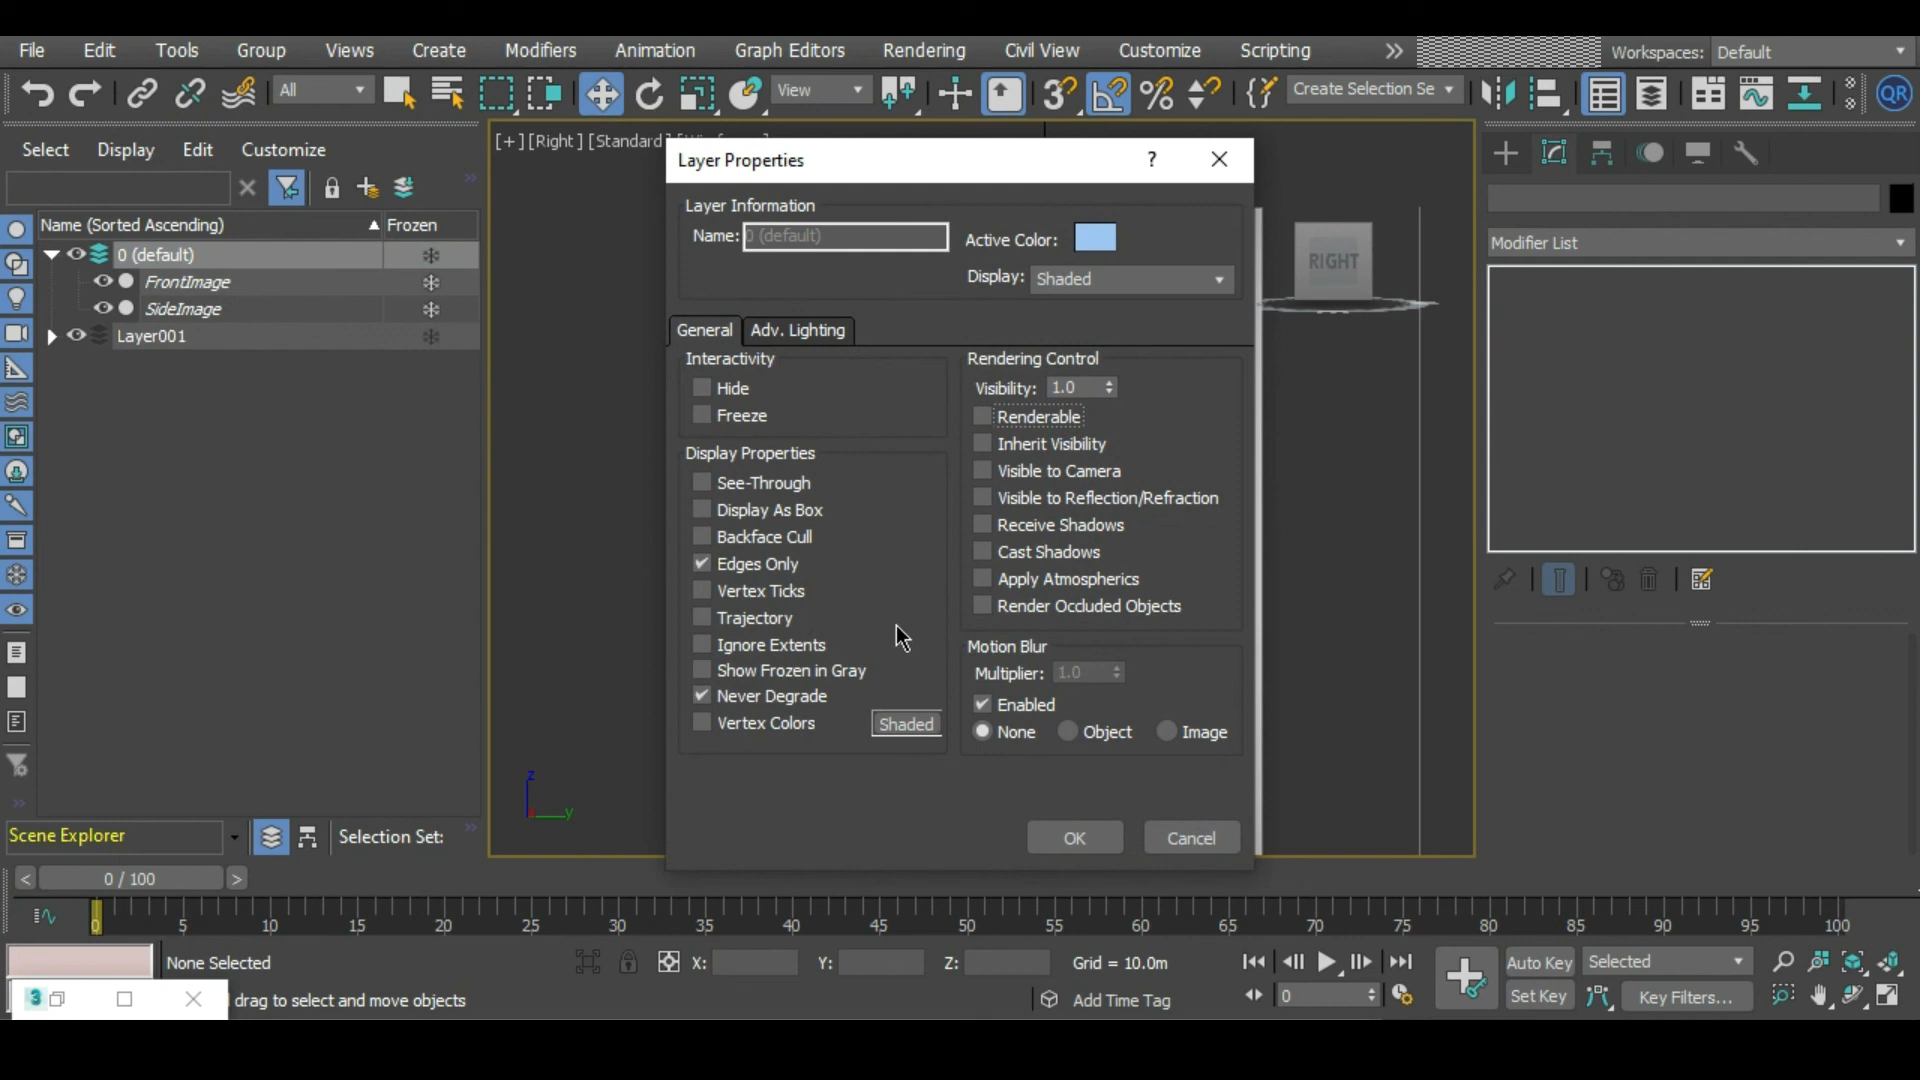 File Edit Tools Group Views Create Modifiers Animation Graph Editors Rendering Civil View Customize Scripting Workspaces: Default
All View 3 Create Selection Se QR
Select Display Edit Customize
[+] [Right] [Standard
Name (Sorted Ascending) Frozen
0 (default)
FrontImage
SideImage
Layer001
Layer Properties ?
Layer Information
Name: 0 (default) Active Color:
Display: Shaded
General Adv. Lighting
Interactivity
Hide
Freeze
Display Properties
See-Through
Display As Box
Backface Cull
Edges Only
Vertex Ticks
Trajectory
Ignore Extents
Show Frozen in Gray
Never Degrade
Vertex Colors Shaded
Rendering Control
Visibility: 1.0
Renderable
Inherit Visibility
Visible to Camera
Visible to Reflection/Refraction
Receive Shadows
Cast Shadows
Apply Atmospherics
Render Occluded Objects
Motion Blur
Multiplier: 1.0
Enabled
None Object Image
OK Cancel
RIGHT
Modifier List
z
y
Scene Explorer Selection Set:
< 0 / 100 >
0 5 10 15 20 25 30 35 40 45 50 55 60 65 70 75 80 85 90 95 100
None Selected X: Y: Z: Grid = 10.0m Auto Key Selected
3 drag to select and move objects Add Time Tag 0 Set Key Key Filters...